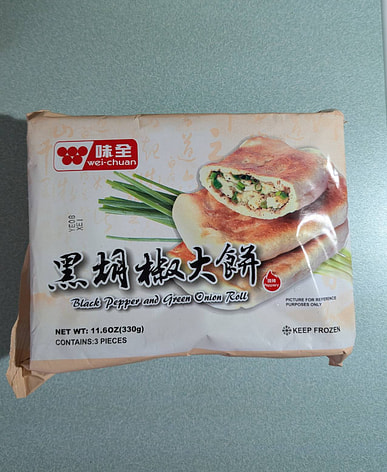 味全
wei-chuan
黑胡椒大餅
Black Pepper and Green Onion Roll
PICTURE FOR REFERENCE
PURPOSES ONLY
NET WT: 11.6OZ(330g)
CONTAINS:3 PIECES
KEEP FROZEN